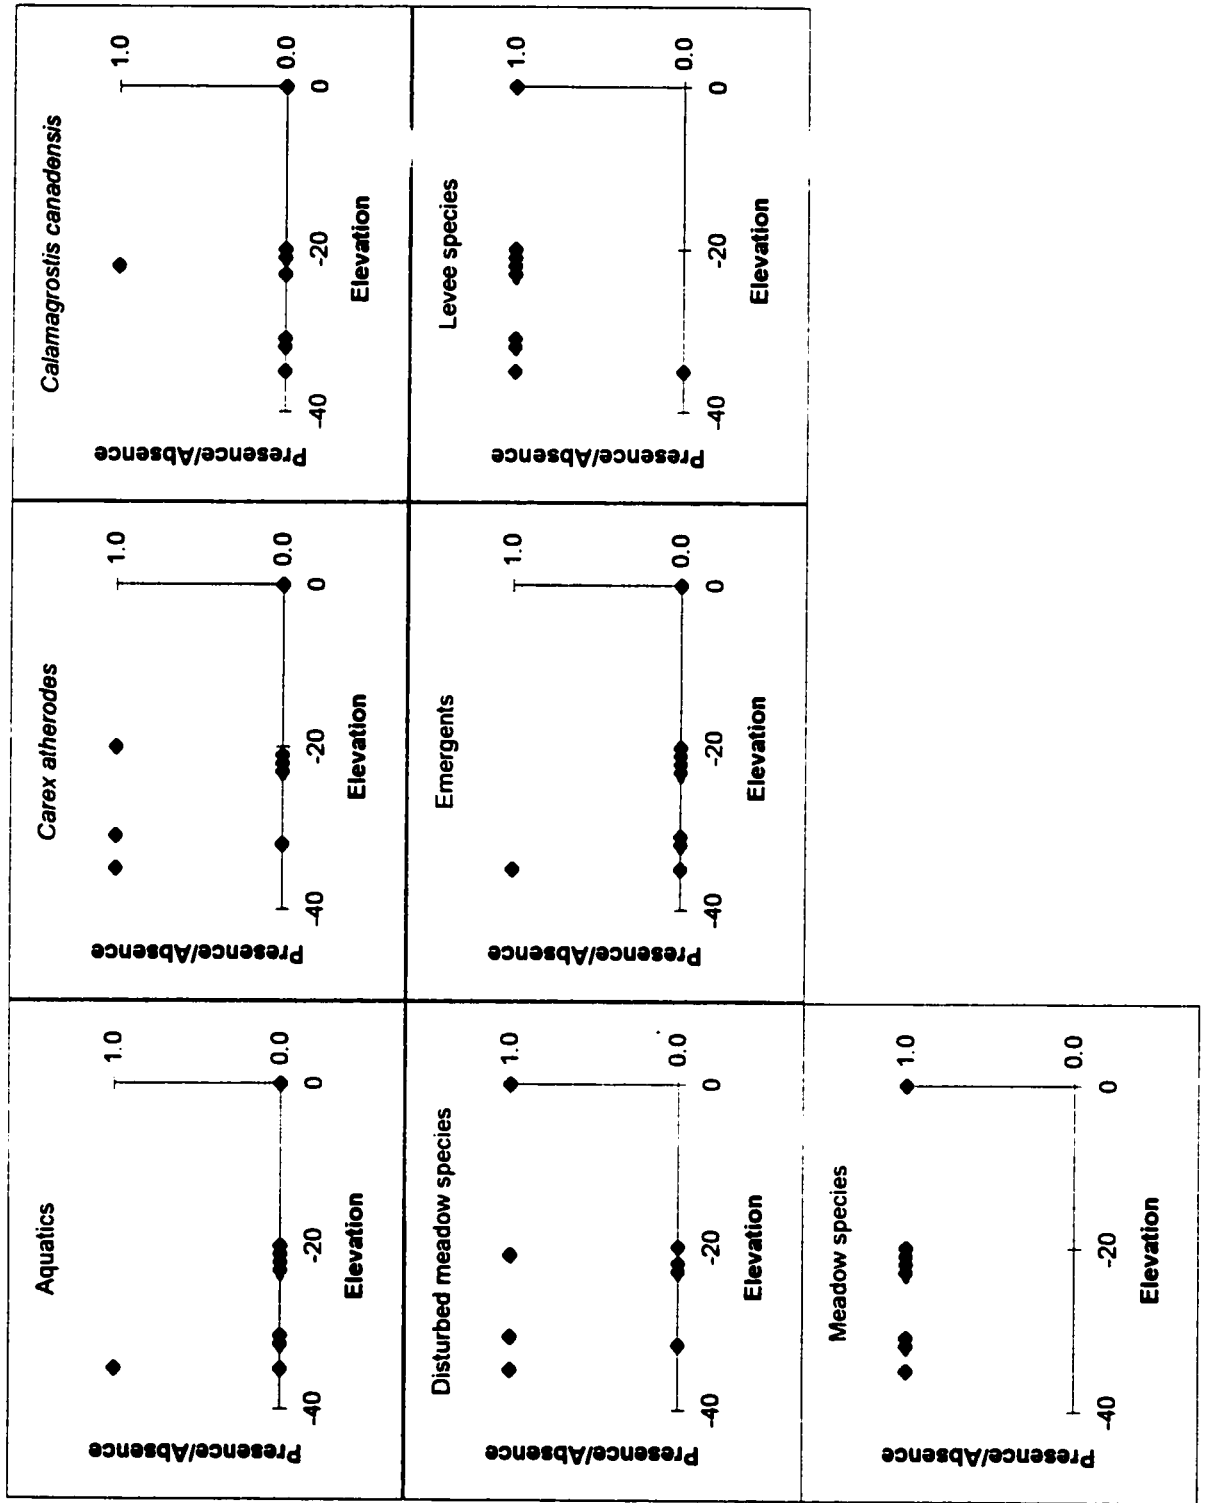 Aquatics
Presence/Absence
1.0
0.0
-40
-20
0
Elevation
Carex atherodes
Presence/Absence
1.0
0.0
-40
-20
0
Elevation
Calamagrostis canadensis
Presence/Absence
1.0
0.0
-40
-20
0
Elevation
Disturbed meadow species
Presence/Absence
1.0
0.0
-40
-20
0
Elevation
Emergents
Presence/Absence
1.0
0.0
-40
-20
0
Elevation
Levee species
Presence/Absence
1.0
0.0
-40
-20
0
Elevation
Meadow species
Presence/Absence
1.0
0.0
-40
-20
0
Elevation